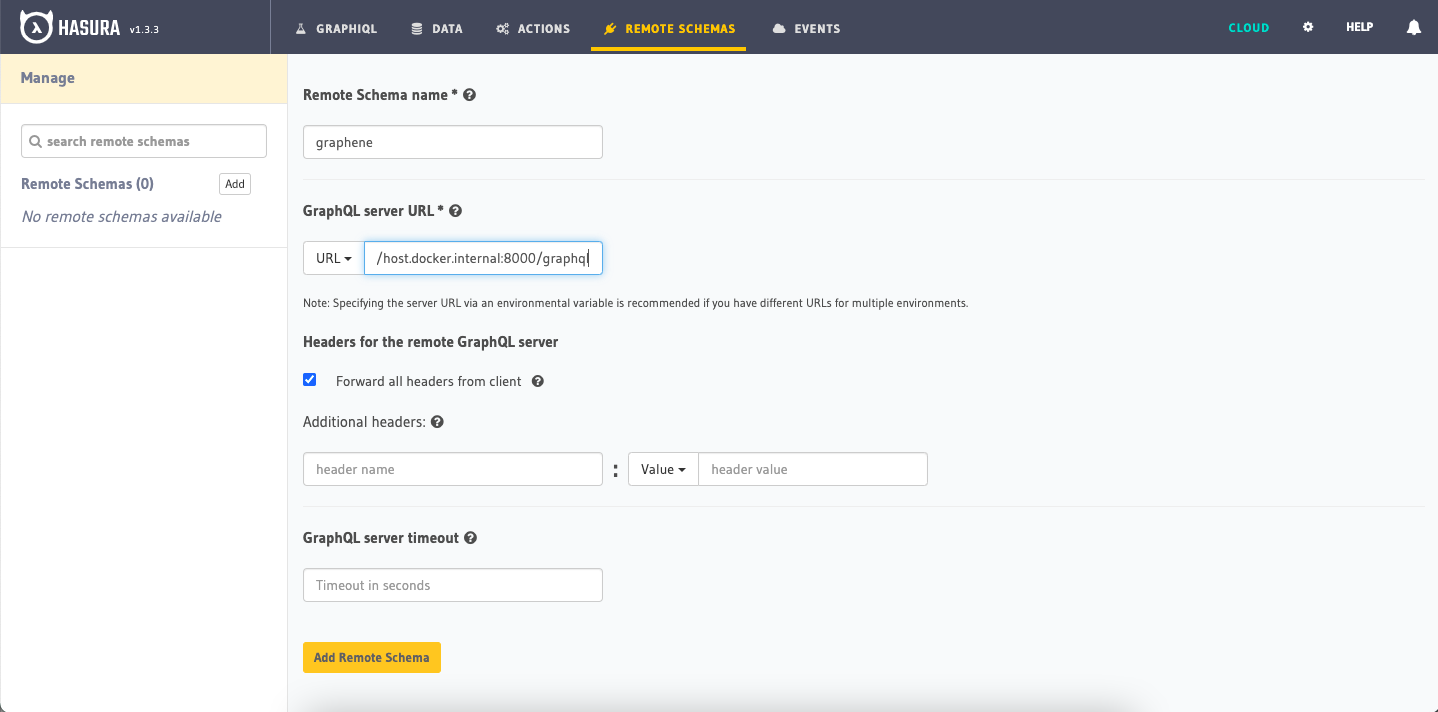 HASURA v1.3.3 GRAPHIQL DATA ACTIONS REMOTE SCHEMAS EVENTS CLOUD HELP
Manage
search remote schemas
Remote Schemas (0) Add
No remote schemas available
Remote Schema name *
graphene
GraphQL server URL *
URL /host.docker.internal:8000/graphql
Note: Specifying the server URL via an environmental variable is recommended if you have different URLs for multiple environments.
Headers for the remote GraphQL server
Forward all headers from client
Additional headers:
header name : Value header value
GraphQL server timeout
Timeout in seconds
Add Remote Schema